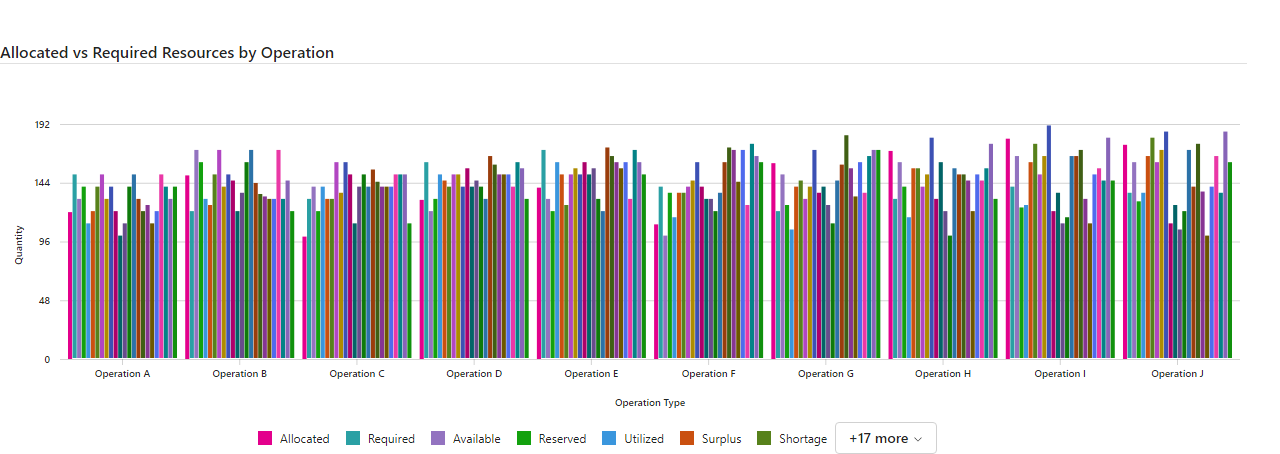 Allocated vs Required Resources by Operation
192
144
96
48
0
Quantity
Operation A Operation B Operation C Operation D Operation E Operation F Operation G Operation H Operation I Operation J
Operation Type
Allocated Required Available Reserved Utilized Surplus Shortage +17 more